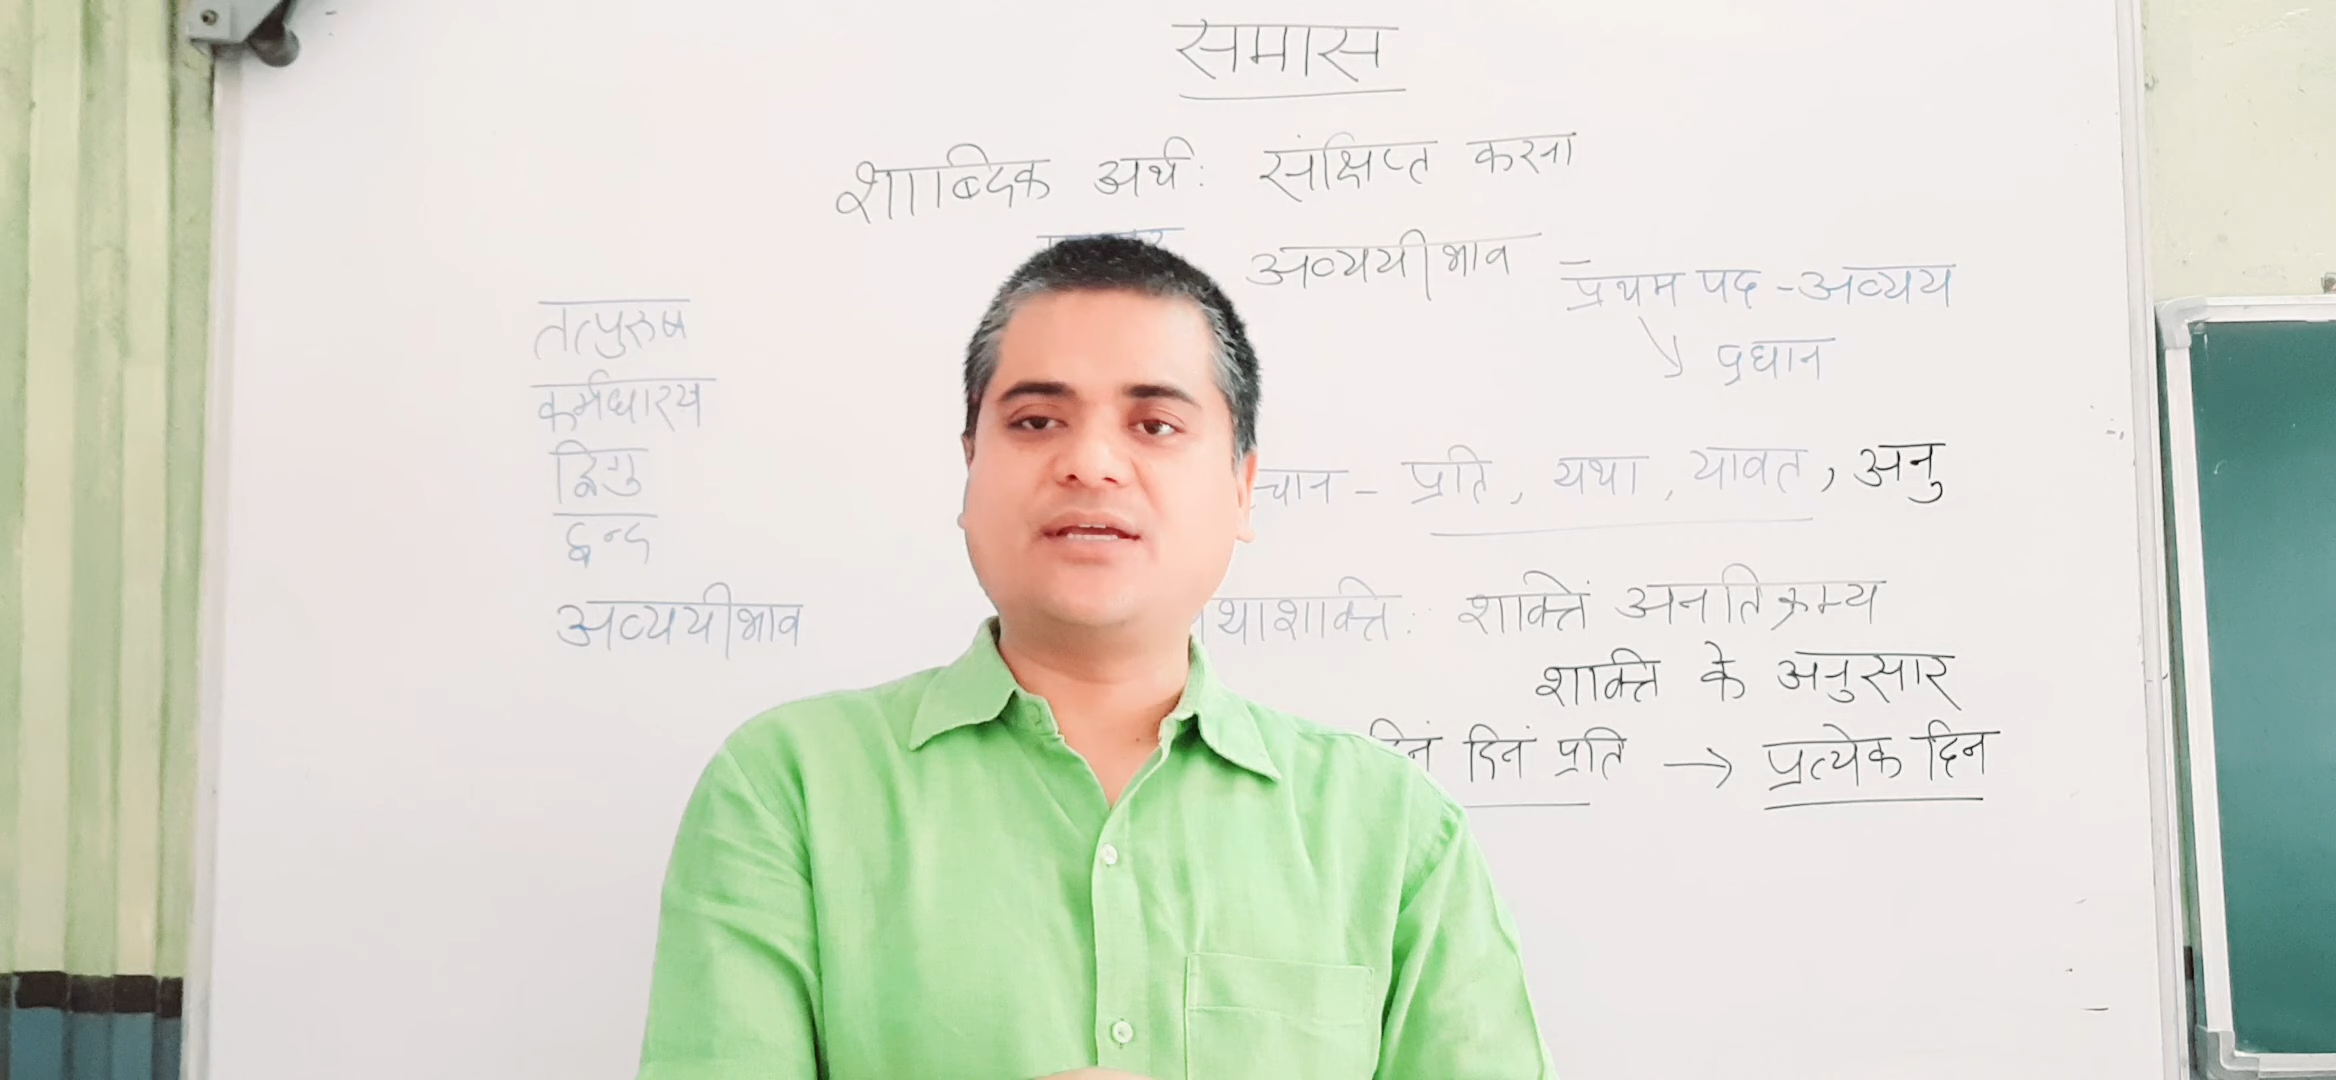 समास
शाब्दिक अर्थ: संक्षिप्त करना
अव्ययीभाव
प्रथम पद - अव्यय
प्रधान
तत्पुरुष
कर्मधारय
द्विगु
द्वन्द
अव्ययीभाव
प्रति, यथा, यावत, अनु
शक्ति: शक्तिं अनतिक्रम्य
शक्ति के अनुसार
दिनं प्रति → प्रत्येक दिन